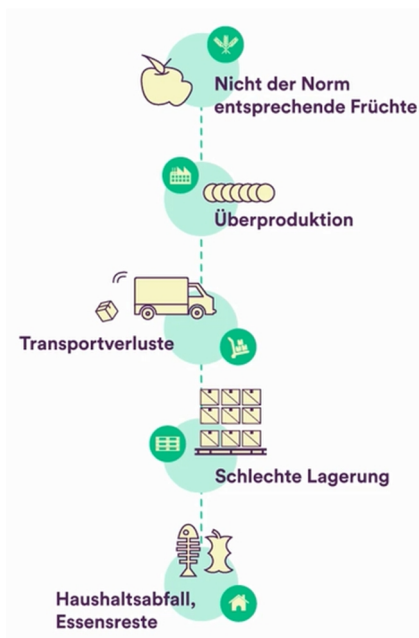 Nicht der Norm
entsprechende Früchte
Überproduktion
Transportverluste
Schlechte Lagerung
Haushaltsabfall,
Essensreste